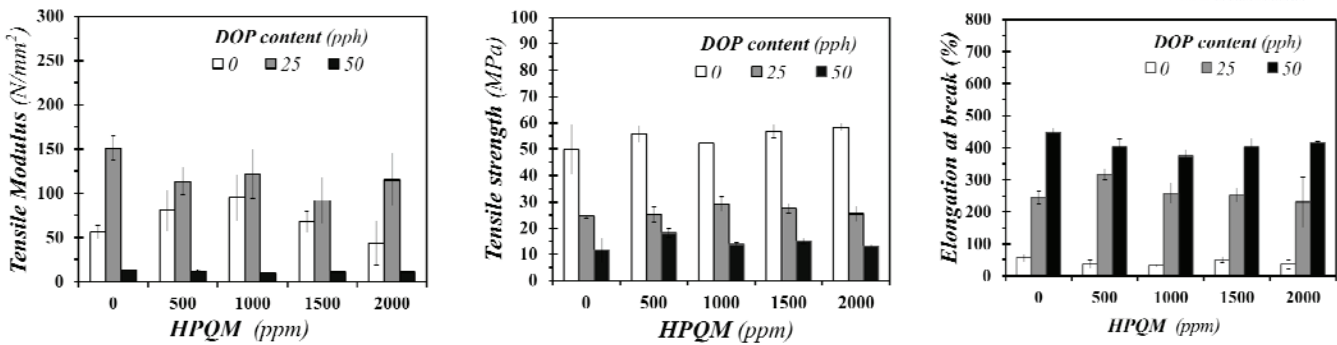 Tensile Modulus (N/mm²)
300
250
200
150
100
50
0
DOP content (pph)
0 25 50
0 500 1000 1500 2000
HPQM (ppm)
Tensile strength (MPa)
100
90
80
70
60
50
40
30
20
10
0
DOP content (pph)
0 25 50
0 500 1000 1500 2000
HPQM (ppm)
Elongation at break (%)
800
700
600
500
400
300
200
100
0
DOP content (pph)
0 25 50
0 500 1000 1500 2000
HPQM (ppm)